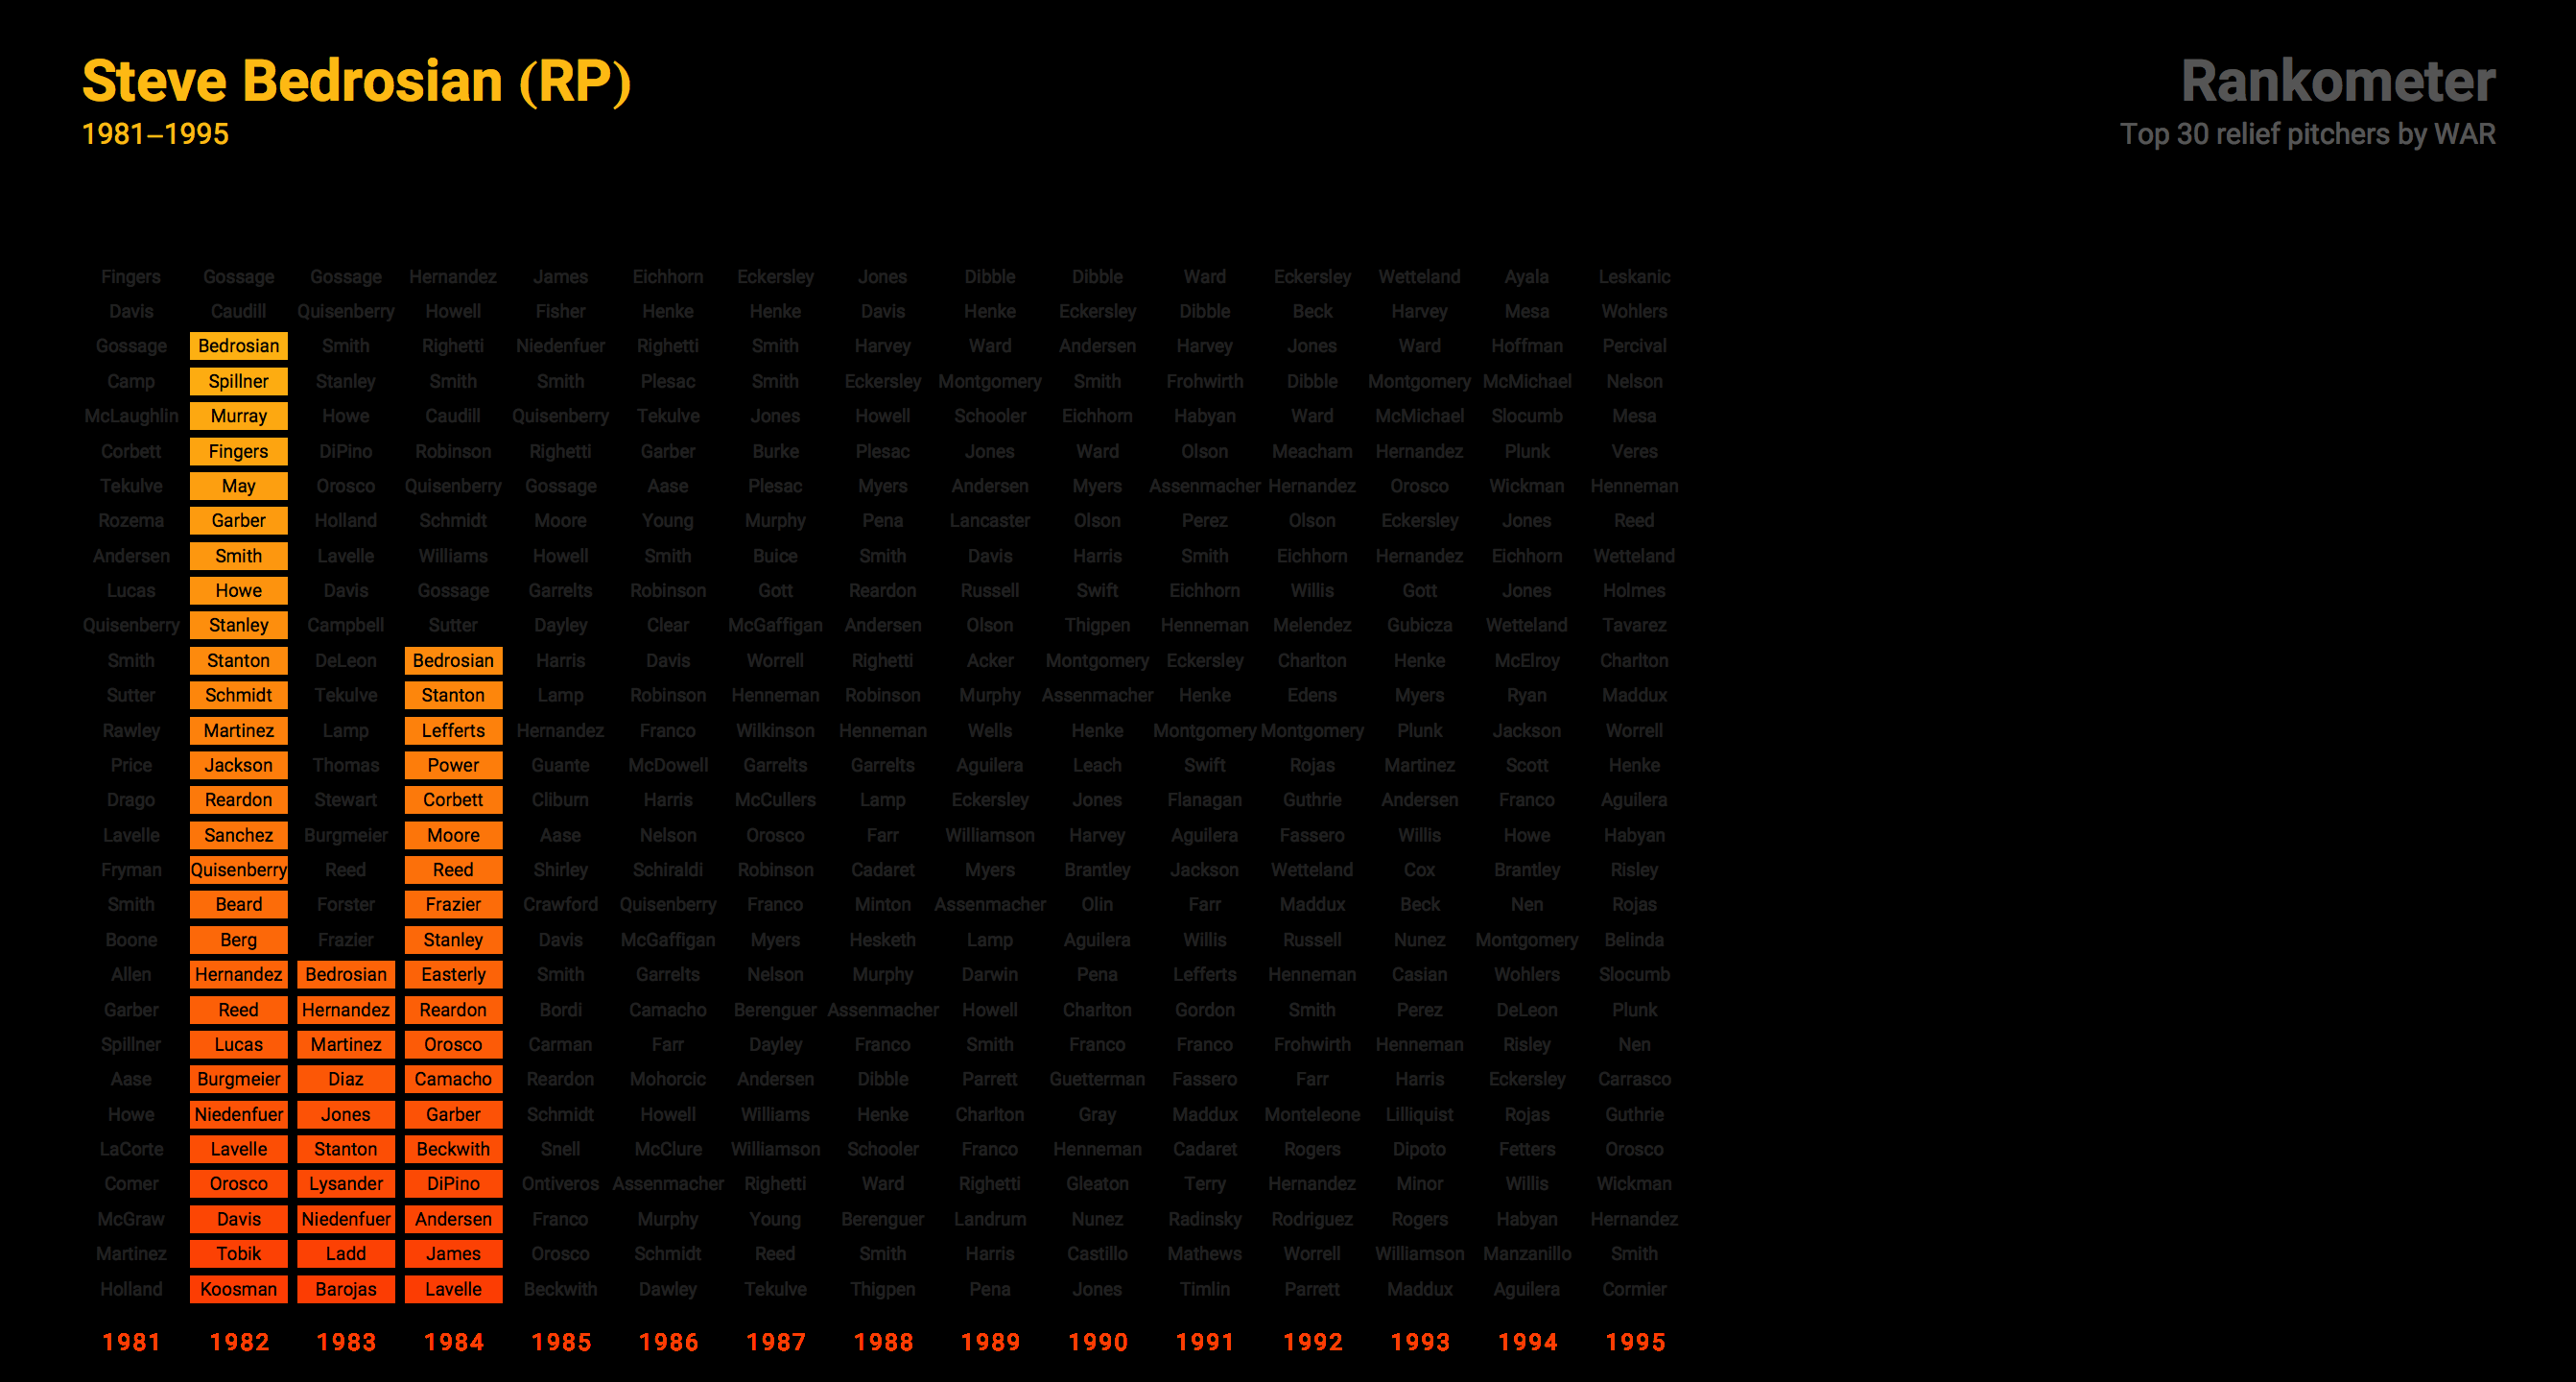 Steve Bedrosian (RP)
1981–1995
Rankometer
Top 30 relief pitchers by WAR
Fingers Gossage Gossage Hernandez James Eichhorn Eckersley Jones Dibble Dibble Ward Eckersley Wetteland Ayala Leskanic
Davis Caudill Quisenberry Howell Fisher Henke Henke Davis Henke Eckersley Dibble Beck Harvey Mesa Wohlers
Gossage Bedrosian Smith Righetti Niedenfuer Righetti Smith Harvey Ward Andersen Harvey Jones Ward Hoffman Percival
Camp Spillner Stanley Smith Smith Plesac Smith Eckersley Montgomery Smith Frohwirth Dibble Montgomery McMichael Nelson
McLaughlin Murray Howe Caudill Quisenberry Tekulve Jones Howell Schooler Eichhorn Habyan Ward McMichael Slocumb Mesa
Corbett Fingers DiPino Robinson Righetti Garber Burke Plesac Jones Ward Olson Meacham Hernandez Plunk Veres
Tekulve May Orosco Quisenberry Gossage Aase Plesac Myers Andersen Myers Assenmacher Hernandez Orosco Wickman Henneman
Rozema Garber Holland Schmidt Moore Young Murphy Pena Lancaster Olson Perez Olson Eckersley Jones Reed
Andersen Smith Lavelle Williams Howell Smith Buice Smith Davis Harris Smith Eichhorn Hernandez Eichhorn Wetteland
Lucas Howe Davis Gossage Garrelts Robinson Gott Reardon Russell Swift Eichhorn Willis Gott Jones Holmes
Quisenberry Stanley Campbell Sutter Dayley Clear McGaffigan Andersen Olson Thigpen Henneman Melendez Gubicza Wetteland Tavarez
Smith Stanton DeLeon Bedrosian Harris Davis Worrell Righetti Acker Montgomery Eckersley Charlton Henke McElroy Charlton
Sutter Schmidt Tekulve Stanton Lamp Robinson Henneman Robinson Murphy Assenmacher Henke Edens Myers Ryan Maddux
Rawley Martinez Lamp Lefferts Hernandez Franco Wilkinson Henneman Wells Henke Montgomery Montgomery Plunk Jackson Worrell
Price Jackson Thomas Power Guante McDowell Garrelts Garrelts Aguilera Leach Swift Rojas Martinez Scott Henke
Drago Reardon Stewart Corbett Cliburn Harris McCullers Lamp Eckersley Jones Flanagan Guthrie Andersen Franco Aguilera
Lavelle Sanchez Burgmeier Moore Aase Nelson Orosco Farr Williamson Harvey Aguilera Fassero Willis Howe Habyan
Fryman Quisenberry Reed Reed Shirley Schiraldi Robinson Cadaret Myers Brantley Jackson Wetteland Cox Brantley Risley
Smith Beard Forster Frazier Crawford Quisenberry Franco Minton Assenmacher Olin Farr Maddux Beck Nen Rojas
Boone Berg Frazier Stanley Davis McGaffigan Myers Hesketh Lamp Aguilera Willis Russell Nunez Montgomery Belinda
Allen Hernandez Bedrosian Easterly Smith Garrelts Nelson Murphy Darwin Pena Lefferts Henneman Casian Wohlers Slocumb
Garber Reed Hernandez Reardon Bordi Camacho Berenguer Assenmacher Howell Charlton Gordon Smith Perez DeLeon Plunk
Spillner Lucas Martinez Orosco Carman Farr Dayley Franco Smith Franco Franco Frohwirth Henneman Risley Nen
Aase Burgmeier Diaz Camacho Reardon Mohorcic Andersen Dibble Parrett Guetterman Fassero Farr Harris Eckersley Carrasco
Howe Niedenfuer Jones Garber Schmidt Howell Williams Henke Charlton Gray Maddux Monteleone Lilliquist Rojas Guthrie
LaCorte Lavelle Stanton Beckwith Snell McClure Williamson Schooler Franco Henneman Cadaret Rogers Dipoto Fetters Orosco
Comer Orosco Lysander DiPino Ontiveros Assenmacher Righetti Ward Righetti Gleaton Terry Hernandez Minor Willis Wickman
McGraw Davis Niedenfuer Andersen Franco Murphy Young Berenguer Landrum Nunez Radinsky Rodriguez Rogers Habyan Hernandez
Martinez Tobik Ladd James Orosco Schmidt Reed Smith Harris Castillo Mathews Worrell Williamson Manzanillo Smith
Holland Koosman Barojas Lavelle Beckwith Dawley Tekulve Thigpen Pena Jones Timlin Parrett Maddux Aguilera Cormier
1981 1982 1983 1984 1985 1986 1987 1988 1989 1990 1991 1992 1993 1994 1995